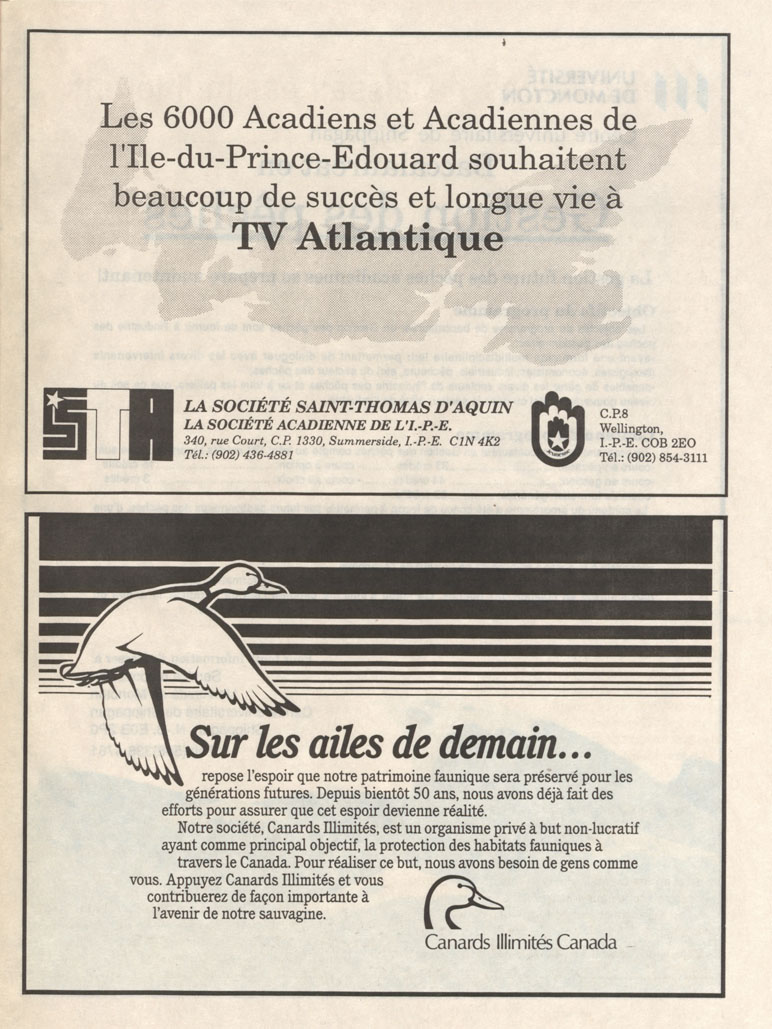 Les 6000 Acadiens et Acadiennes de
l'Ile-du-Prince-Edouard souhaitent
beaucoup de succès et longue vie à
TV Atlantique
STA
LA SOCIÉTÉ SAINT-THOMAS D'AQUIN
LA SOCIÉTÉ ACADIENNE DE L'I.-P.-E.
340, rue Court, C.P. 1330, Summerside, I.-P.-E. C1N 4K2
Tél.: (902) 436-4881
C.P.8
Wellington,
I.-P.-E. COB 2EO
Tél.: (902) 854-3111
Sur les ailes de demain...
repose l'espoir que notre patrimoine faunique sera préservé pour les
générations futures. Depuis bientôt 50 ans, nous avons déjà fait des
efforts pour assurer que cet espoir devienne réalité.
Notre société, Canards Illimités, est un organisme privé à but non-lucratif
ayant comme principal objectif, la protection des habitats fauniques à
travers le Canada. Pour réaliser ce but, nous avons besoin de gens comme
vous. Appuyez Canards Illimités et vous
contribuerez de façon importante à
l'avenir de notre sauvagine.
Canards Illimités Canada